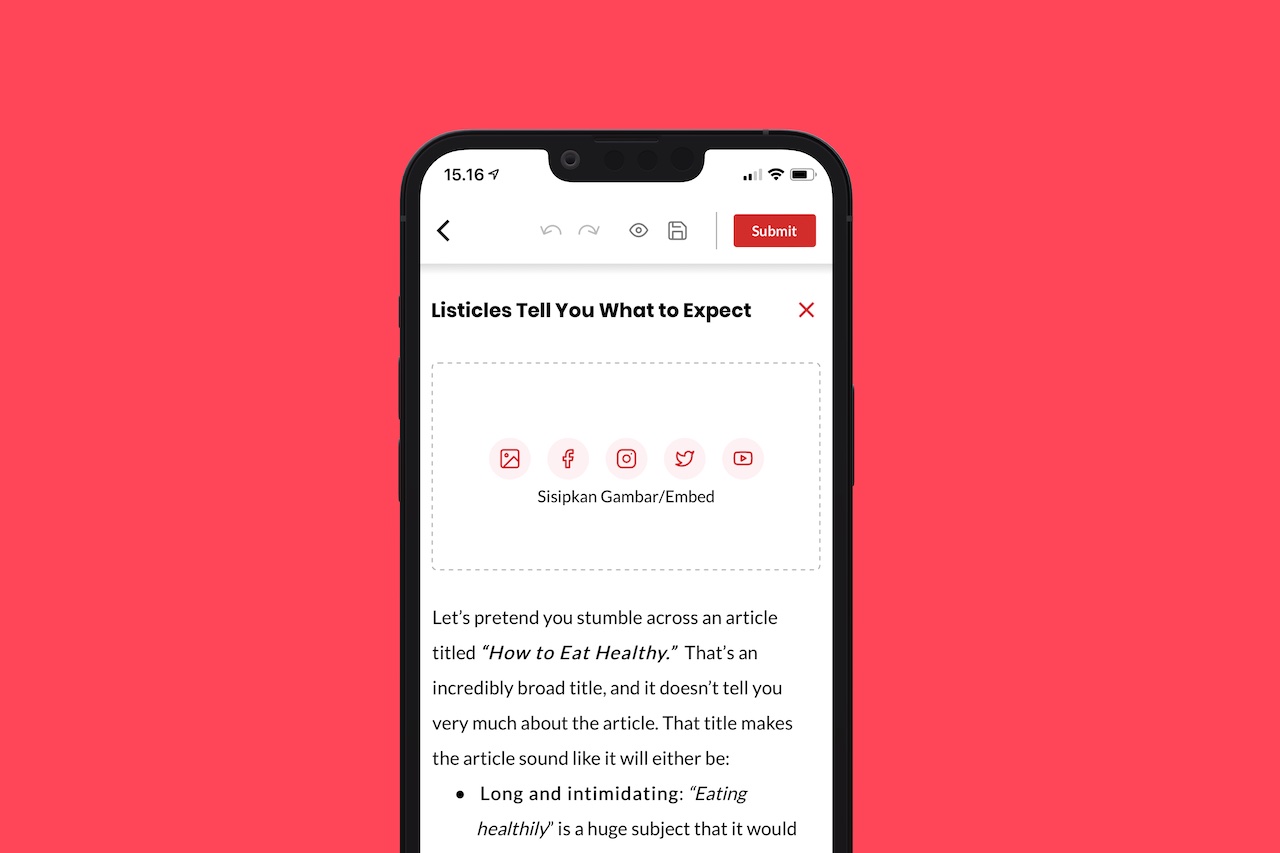 15.16
Submit
Listicles Tell You What to Expect
Sisipkan Gambar/Embed
Let’s pretend you stumble across an article
titled “How to Eat Healthy.” That’s an
incredibly broad title, and it doesn’t tell you
very much about the article. That title makes
the article sound like it will either be:
● Long and intimidating: “Eating
healthily” is a huge subject that it would